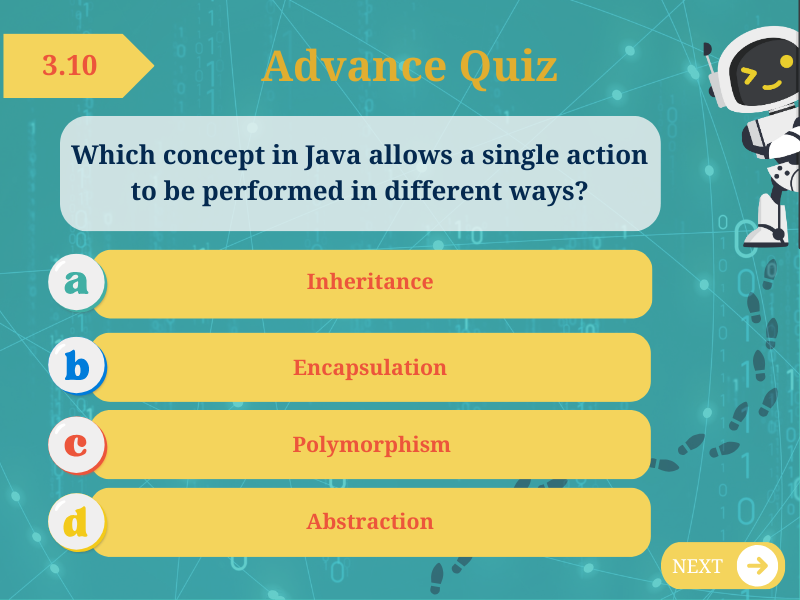 3.10
Advance Quiz
Which concept in Java allows a single action
to be performed in different ways?
a
Inheritance
b
Encapsulation
c
Polymorphism
d
Abstraction
NEXT